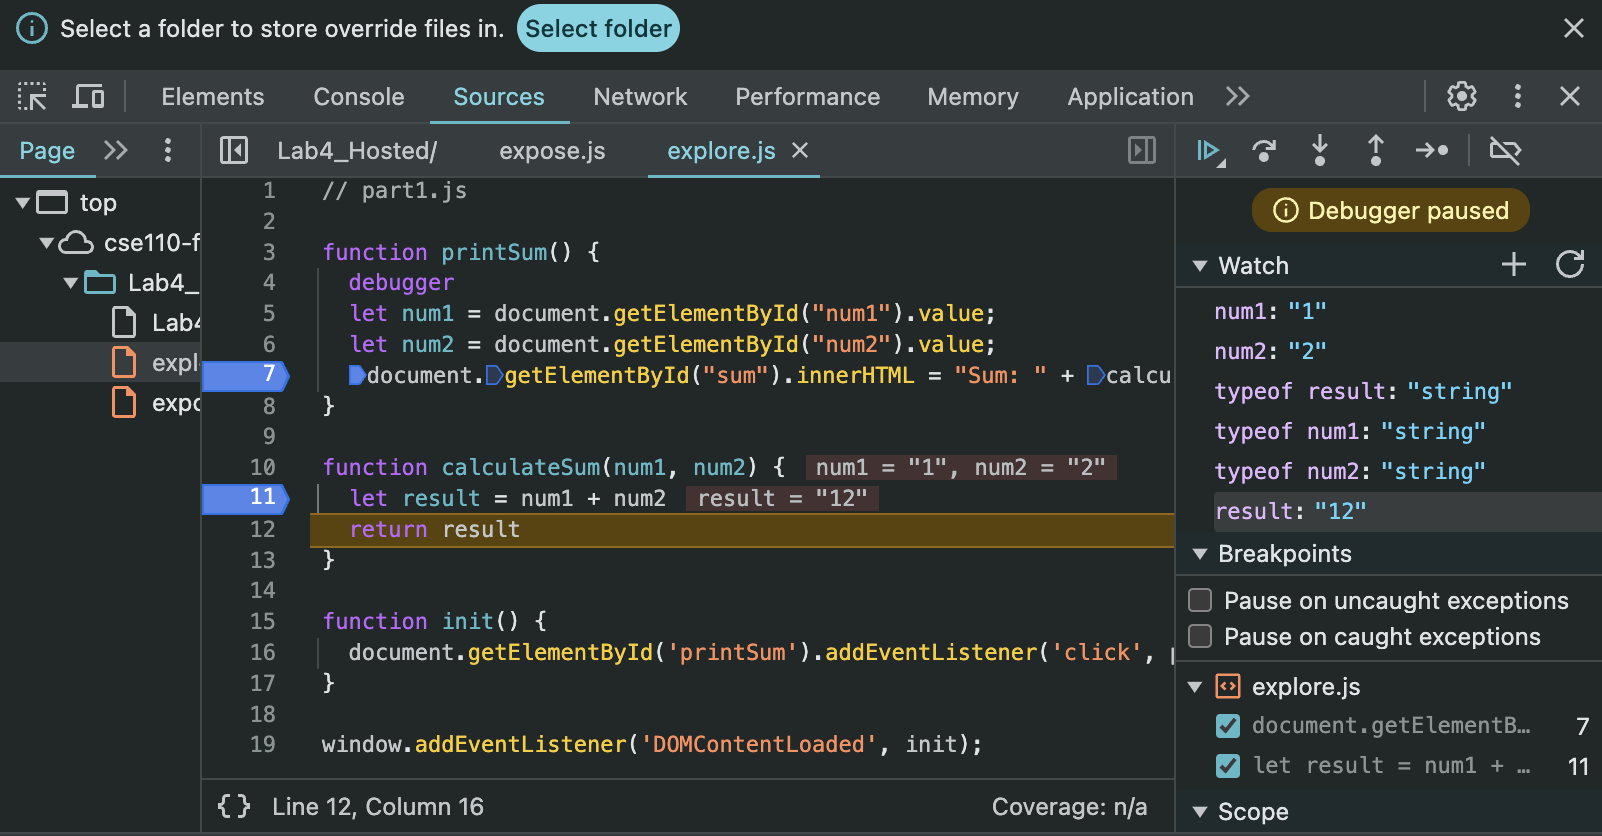 Select a folder to store override files in. Select folder
Elements Console Sources Network Performance Memory Application
Page
top
cse110-f
Lab4_
Lab4
expl
expo
Lab4_Hosted/ expose.js explore.js
1 // part1.js
2
3 function printSum() {
4 debugger
5 let num1 = document.getElementById("num1").value;
6 let num2 = document.getElementById("num2").value;
7 document.getElementById("sum").innerHTML = "Sum: " + calcu
8 }
9
10 function calculateSum(num1, num2) { num1 = "1", num2 = "2"
11 let result = num1 + num2 result = "12"
12 return result
13 }
14
15 function init() {
16 document.getElementById('printSum').addEventListener('click', p
17 }
18
19 window.addEventListener('DOMContentLoaded', init);
{} Line 12, Column 16 Coverage: n/a
Debugger paused
Watch
num1: "1"
num2: "2"
typeof result: "string"
typeof num1: "string"
typeof num2: "string"
result: "12"
Breakpoints
Pause on uncaught exceptions
Pause on caught exceptions
explore.js
document.getElementB… 7
let result = num1 + … 11
Scope